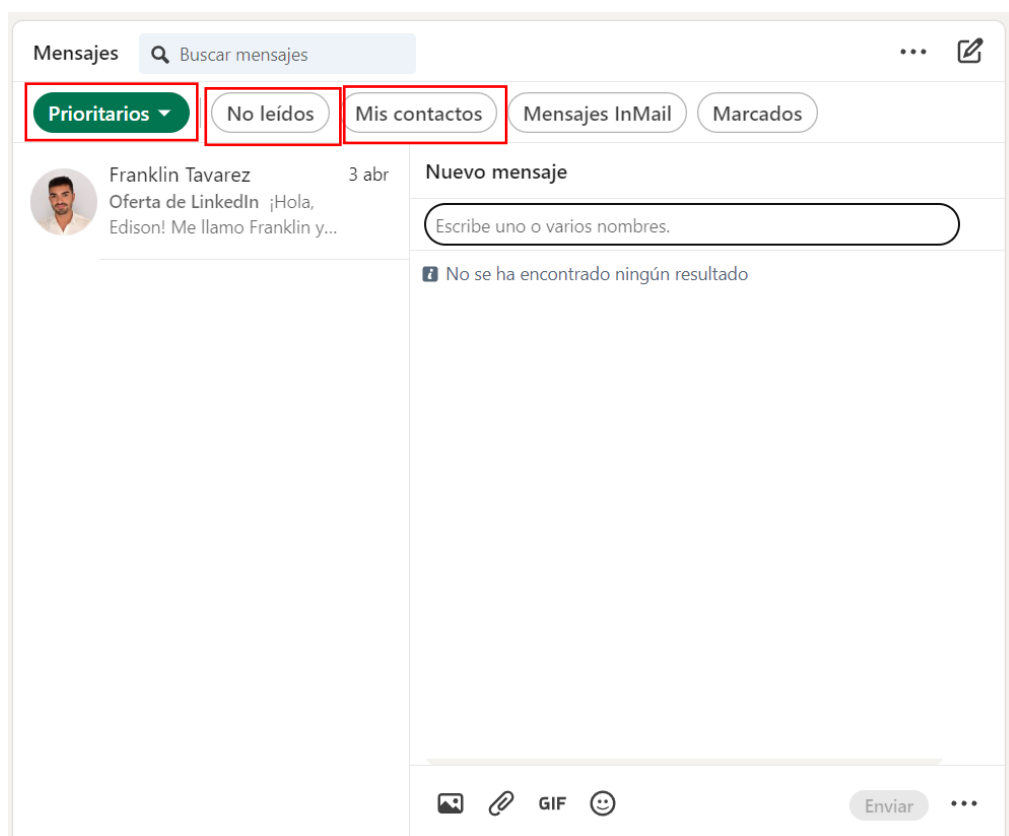 Mensajes
Buscar mensajes
Prioritarios
No leídos
Mis contactos
Mensajes InMail
Marcados
Franklin Tavarez
3 abr
Oferta de LinkedIn ¡Hola,
Edison! Me llamo Franklin y...
Nuevo mensaje
Escribe uno o varios nombres.
No se ha encontrado ningún resultado
GIF
Enviar